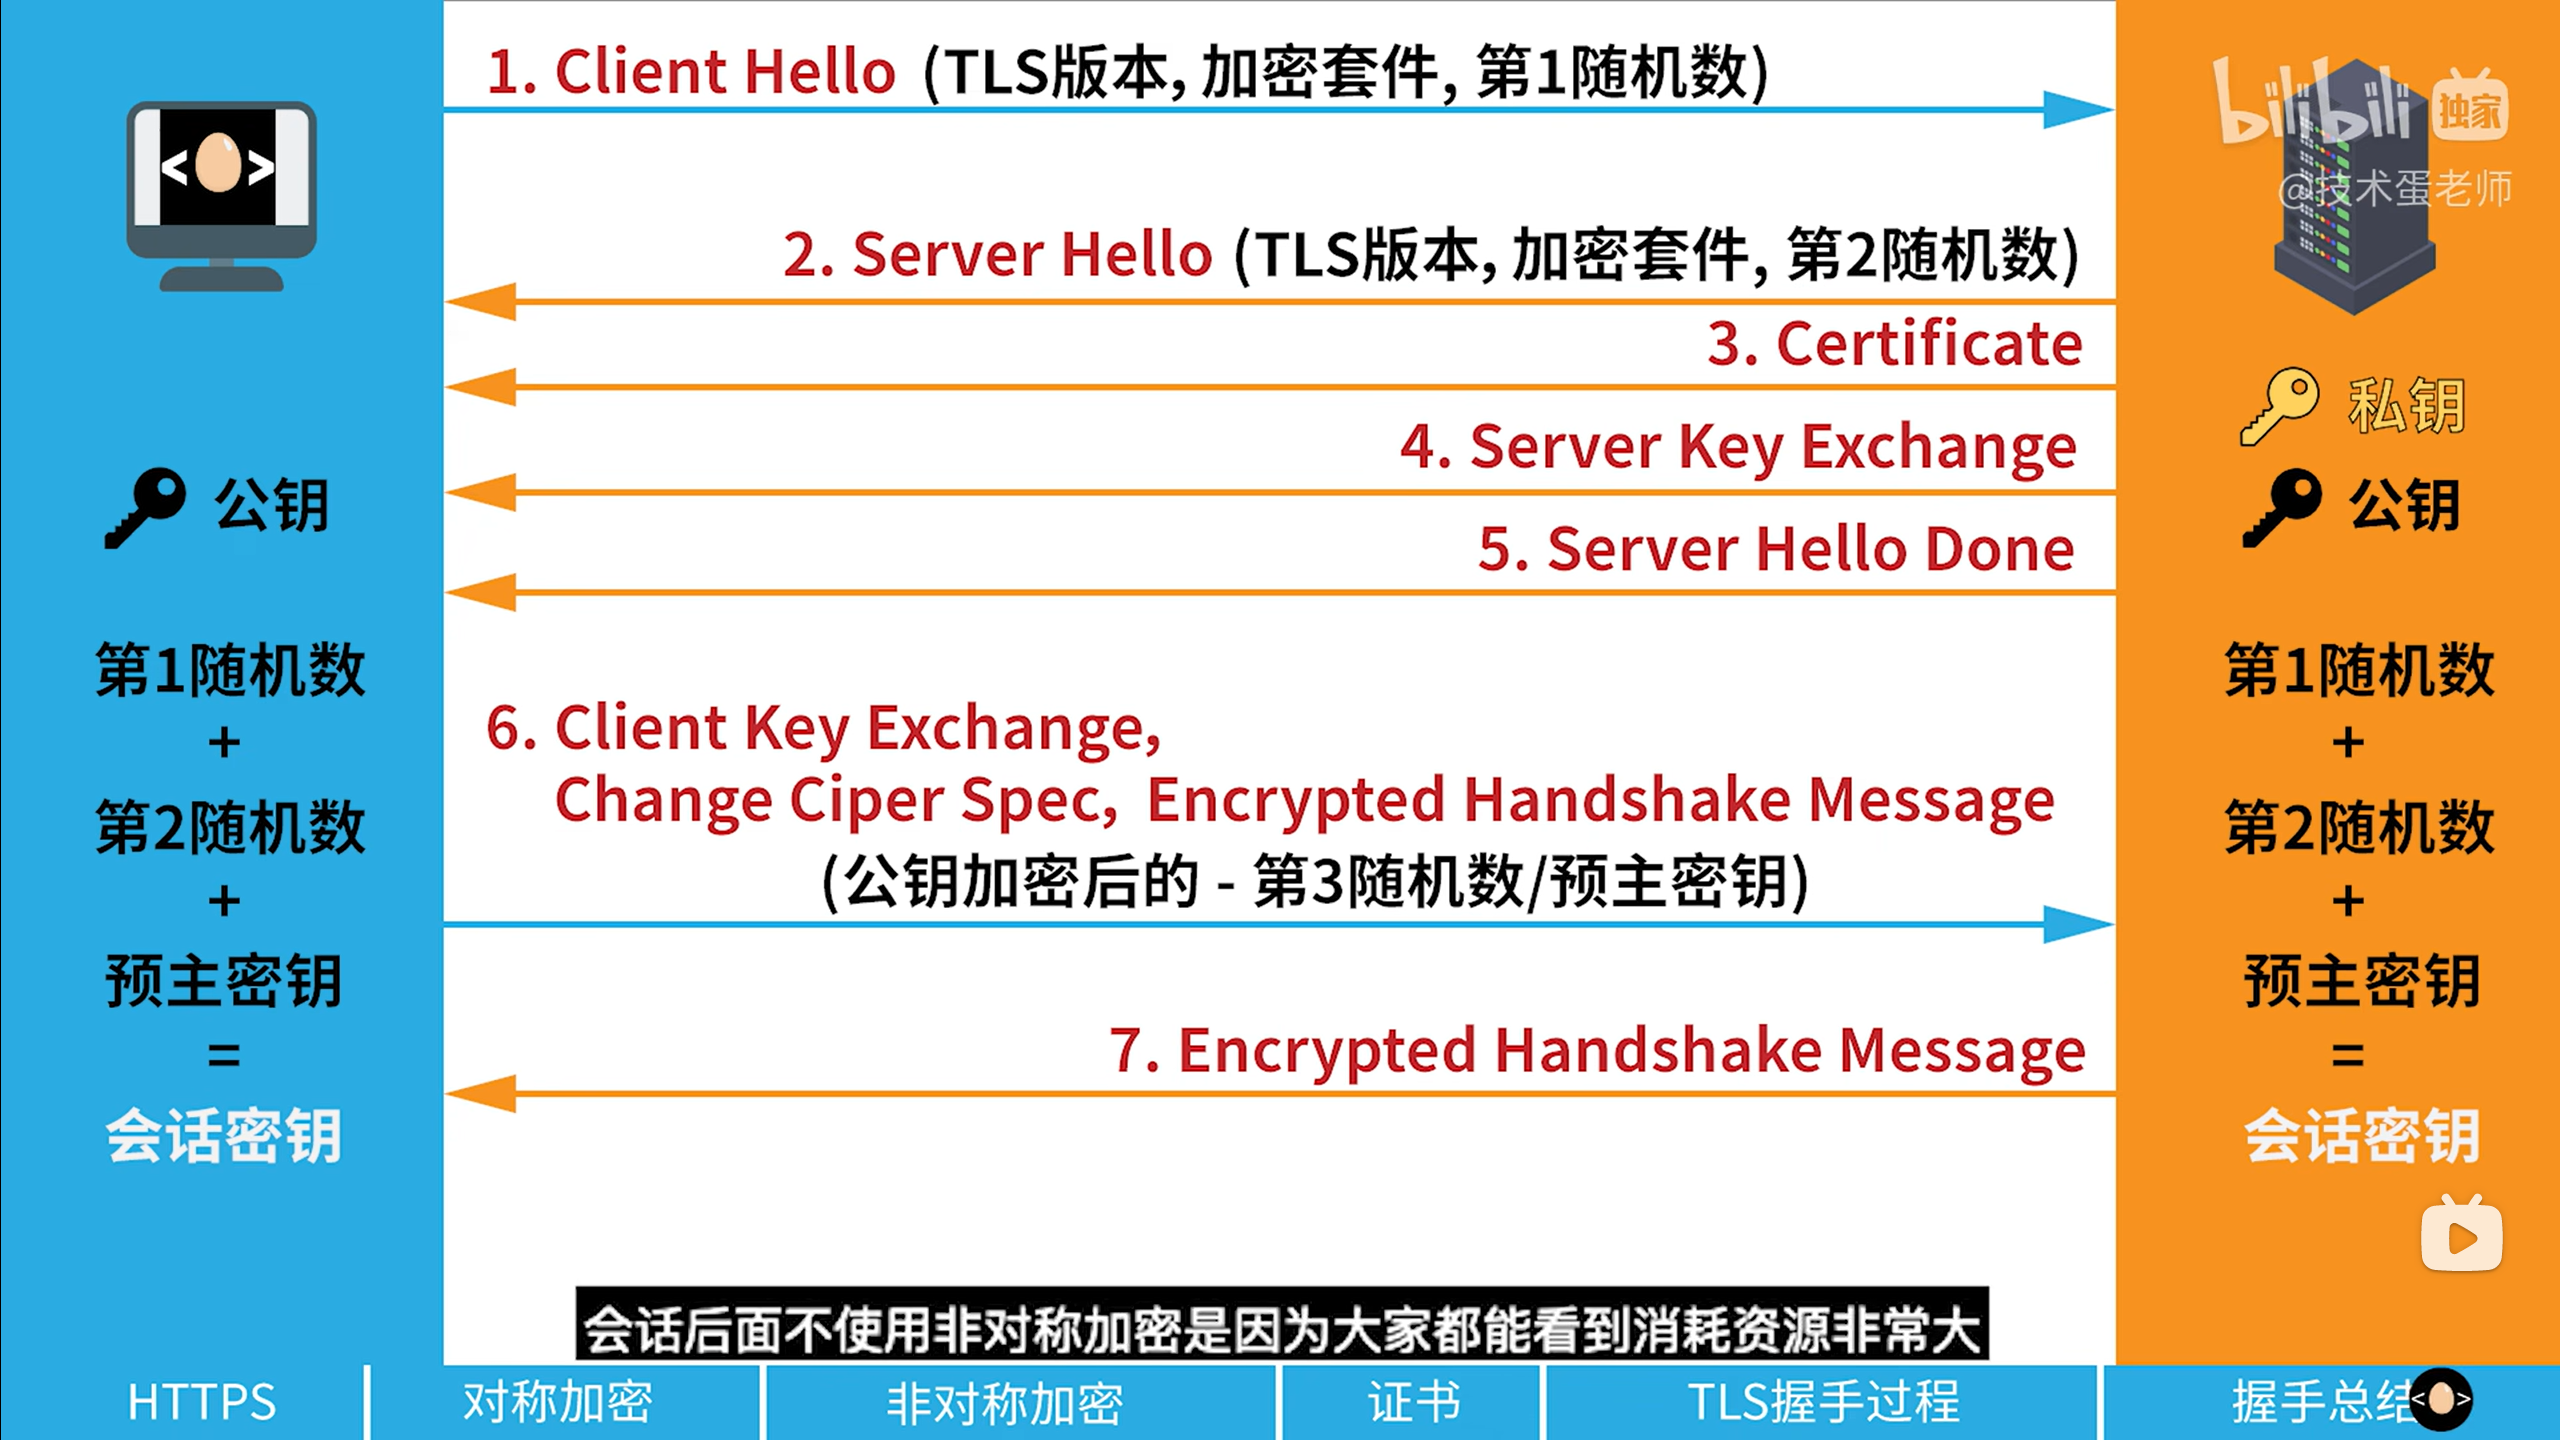 1. Client Hello (TLS版本, 加密套件, 第1随机数)
bilibili 独家
@技术蛋老师
< >
2. Server Hello (TLS版本, 加密套件, 第2随机数)
3. Certificate
私钥
4. Server Key Exchange
公钥
公钥
5. Server Hello Done
第1随机数
+
第2随机数
+
预主密钥
=
会话密钥
6. Client Key Exchange,
Change Ciper Spec, Encrypted Handshake Message
(公钥加密后的 - 第3随机数/预主密钥)
7. Encrypted Handshake Message
第1随机数
+
第2随机数
+
预主密钥
=
会话密钥
会话后面不使用非对称加密是因为大家都能看到消耗资源非常大
HTTPS
对称加密
非对称加密
证书
TLS握手过程
握手总结
< >